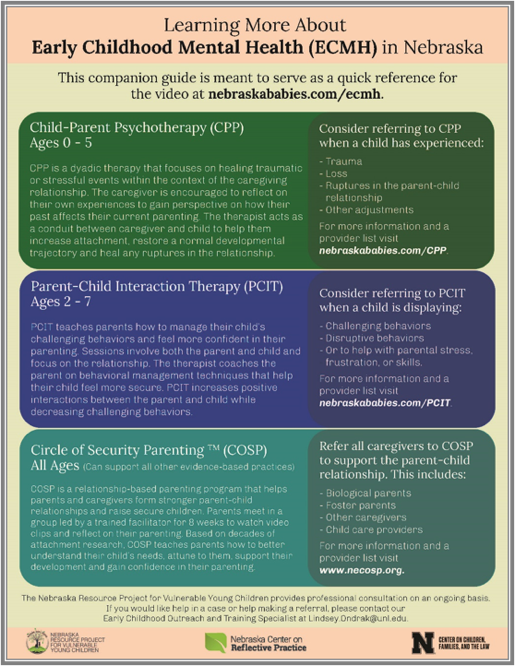 Learning More About
Early Childhood Mental Health (ECMH) in Nebraska
This companion guide is meant to serve as a quick reference for
the video at nebraskababies.com/ecmh.
Child-Parent Psychotherapy (CPP)
Ages 0 - 5
CPP is a dyadic therapy that focuses on healing traumatic
or stressful events within the context of the caregiving
relationship. The caregiver is encouraged to reflect on
their own experiences to gain perspective on how their
past affects their current parenting. The therapist acts as
a conduit between caregiver and child to help them
increase attachment, restore a normal developmental
trajectory and heal any ruptures in the relationship.
Consider referring to CPP
when a child has experienced:
- Trauma
- Loss
- Ruptures in the parent-child
relationship
- Other adjustments
For more information and a
provider list visit
nebraskababies.com/CPP.
Parent-Child Interaction Therapy (PCIT)
Ages 2 - 7
PCIT teaches parents how to manage their child's
challenging behaviors and feel more confident in their
parenting. Sessions involve both the parent and child and
focus on the relationship. The therapist coaches the
parent on behavioral management techniques that help
their child feel more secure. PCIT increases positive
interactions between the parent and child while
decreasing challenging behaviors.
Consider referring to PCIT
when a child is displaying:
- Challenging behaviors
- Disruptive behaviors
- Or to help with parental stress,
frustration, or skills.
For more information and a
provider list visit
nebraskababies.com/PCIT.
Circle of Security Parenting ™ (COSP)
All Ages (Can support all other evidence-based practices)
COSP is a relationship-based parenting program that helps
parents and caregivers form stronger parent-child
relationships and raise secure children. Parents meet in a
group led by a trained facilitator for 8 weeks to watch video
clips and reflect on their parenting. Based on decades of
attachment research, COSP teaches parents how to better
understand their child's needs, attune to them, support their
development and gain confidence in their parenting.
Refer all caregivers to COSP
to support the parent-child
relationship. This includes:
- Biological parents
- Foster parents
- Other caregivers
- Child care providers
For more information and a
provider list visit
www.necosp.org.
The Nebraska Resource Project for Vulnerable Young Children provides professional consultation on an ongoing basis.
If you would like help in a case or help making a referral, please contact our
Early Childhood Outreach and Training Specialist at Lindsey.Ondrak@unl.edu.
NEBRASKA
RESOURCE PROJECT
FOR VULNERABLE
YOUNG CHILDREN
Nebraska Center on
Reflective Practice
N
CENTER ON CHILDREN,
FAMILIES, AND THE LAW